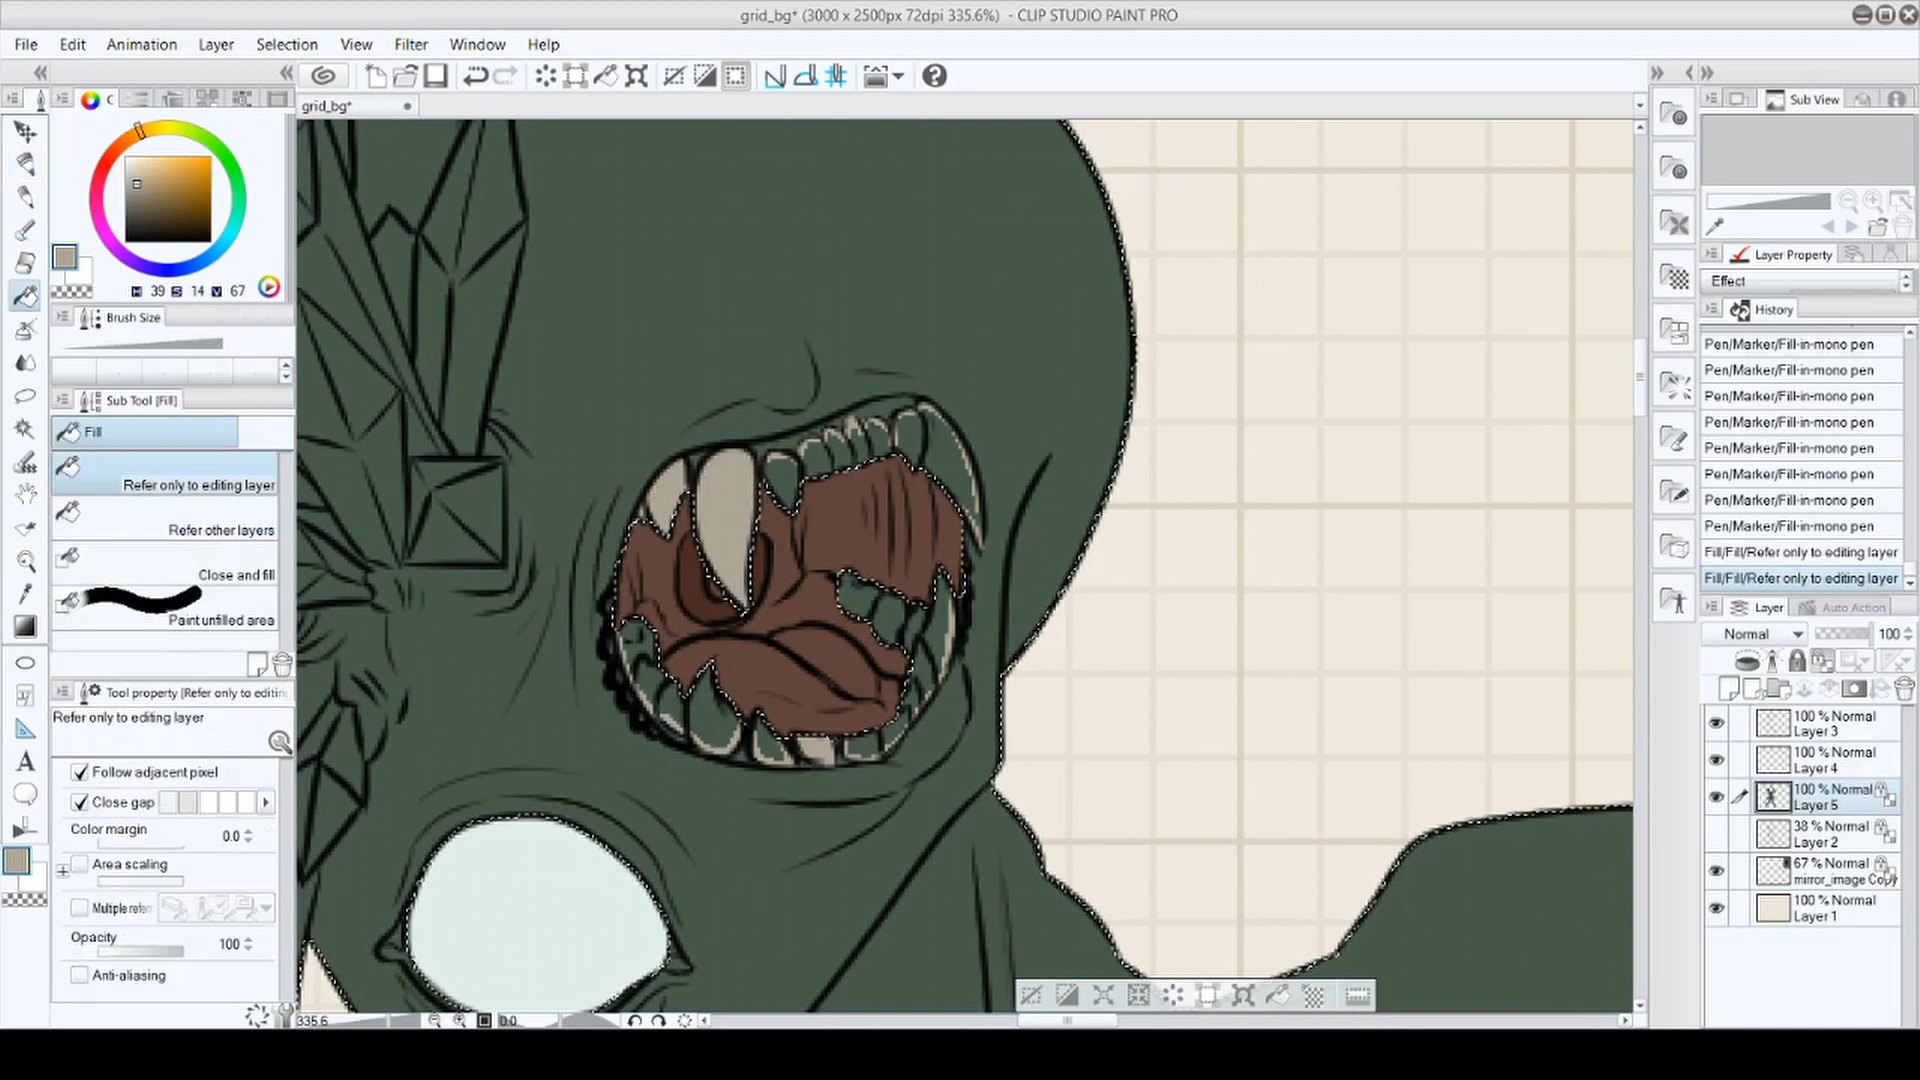 grid_bg* (3000 x 2500px 72dpi 335.6%) - CLIP STUDIO PAINT PRO
File Edit Animation Layer Selection View Filter Window Help
grid_bg*
C
H 39 S 14 V 67
Brush Size
Sub Tool [Fill]
Fill
Refer only to editing layer
Refer other layers
Close and fill
Paint unfilled area
Tool property [Refer only to editin
Refer only to editing layer
Follow adjacent pixel
Close gap
Color margin 0.0
Area scaling
Multiple refer
Opacity 100
Anti-aliasing
335.6 0.0
Sub View
Layer Property
Effect
History
Pen/Marker/Fill-in-mono pen
Pen/Marker/Fill-in-mono pen
Pen/Marker/Fill-in-mono pen
Pen/Marker/Fill-in-mono pen
Pen/Marker/Fill-in-mono pen
Pen/Marker/Fill-in-mono pen
Pen/Marker/Fill-in-mono pen
Pen/Marker/Fill-in-mono pen
Fill/Fill/Refer only to editing layer
Fill/Fill/Refer only to editing layer
Layer Auto Action
Normal 100
100 % Normal
Layer 3
100 % Normal
Layer 4
100 % Normal
Layer 5
38 % Normal
Layer 2
67 % Normal
mirror_image Copy
100 % Normal
Layer 1